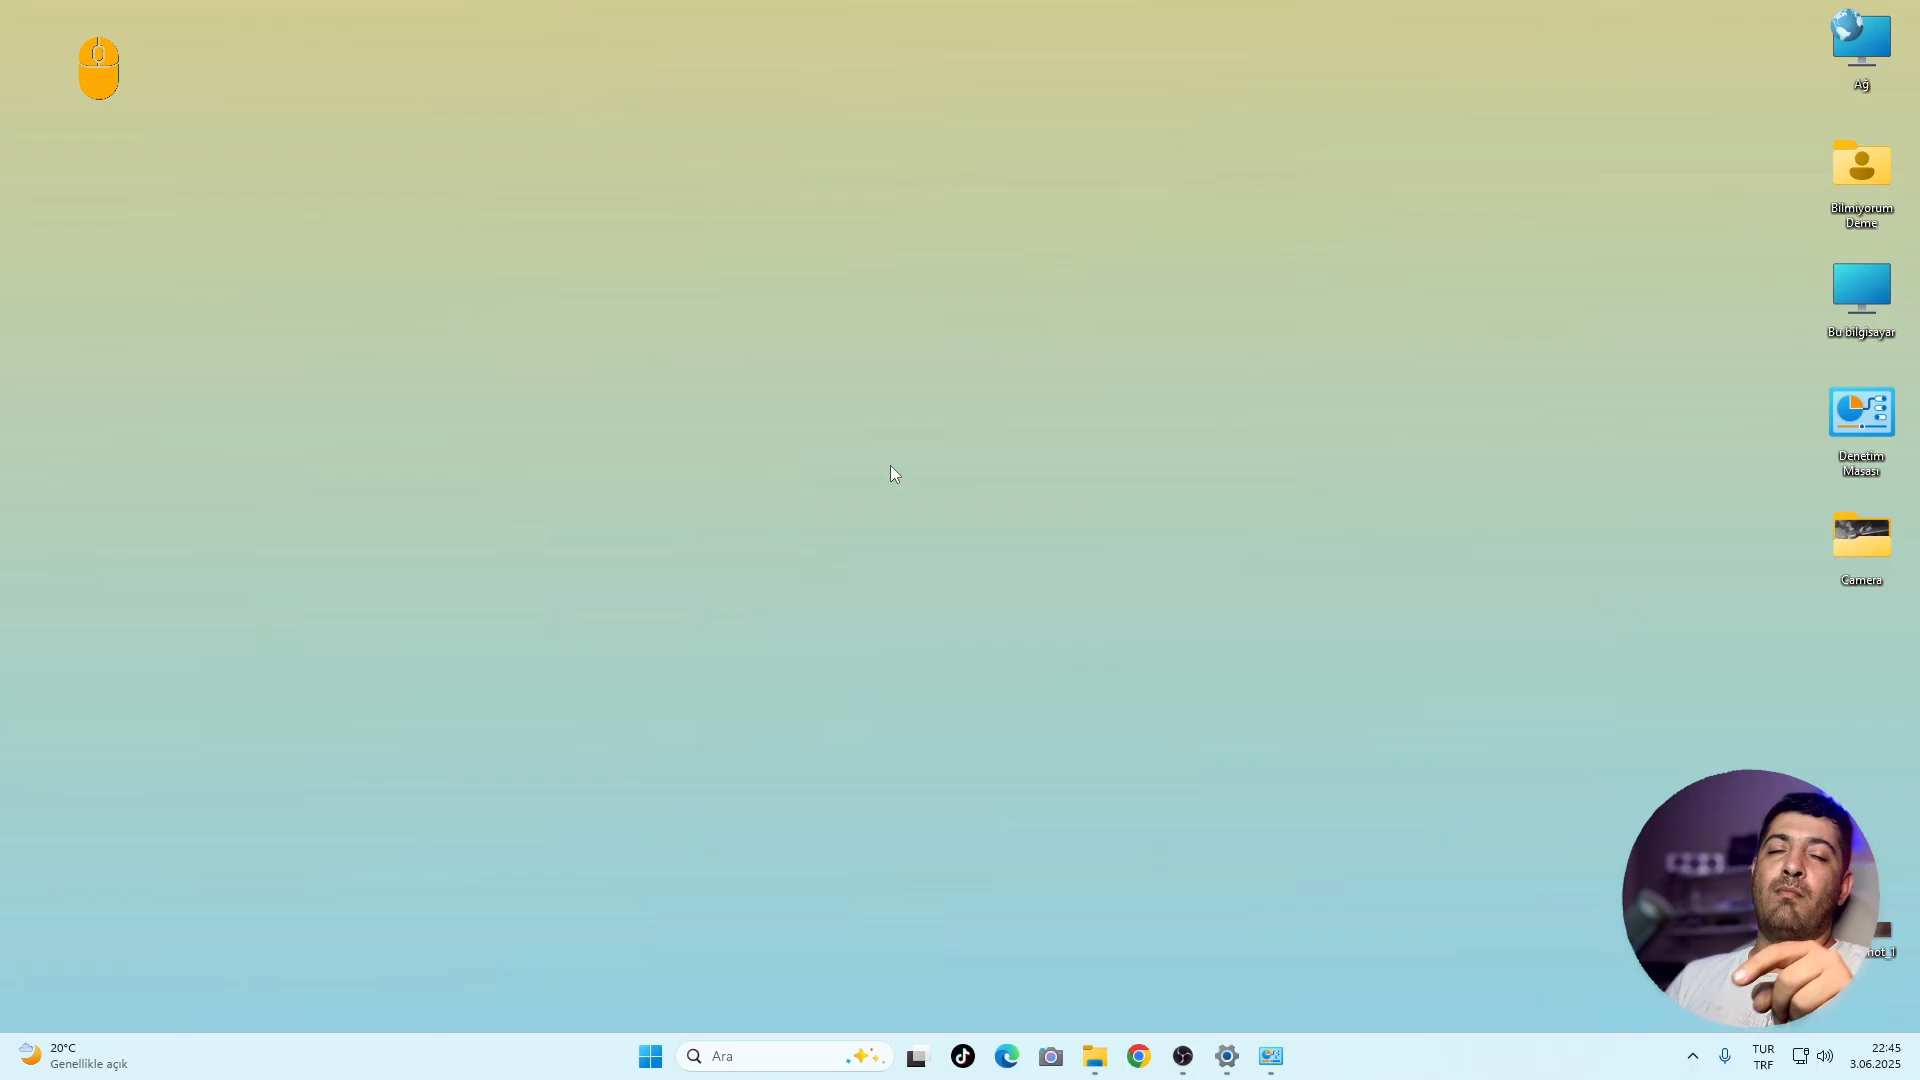 Ağ
Bilmiyorum
Deme
Bu bilgisayar
Denetim
Masası
Camera
hot_1
20°C
Genellikle açık
Ara
TUR
TRF
22:45
3.06.2025